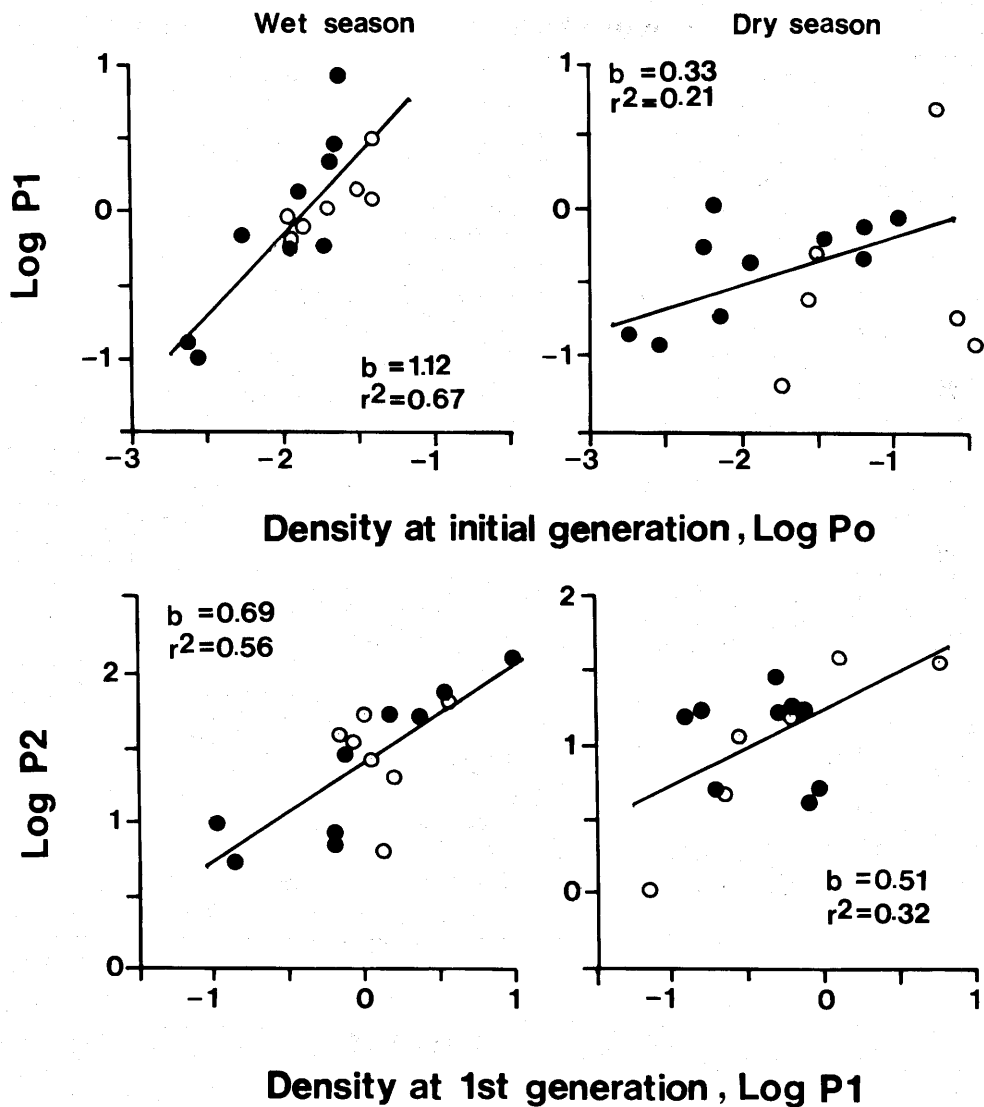 Wet season
Dry season
Log P1
1
0
−1
−3
−2
−1
b =1.12
r2=0.67
1
0
−1
−3
−2
−1
b =0.33
r2=0.21
Density at initial generation, Log Po
Log P2
2
1
0
−1
0
1
b =0.69
r2=0.56
2
1
0
−1
0
1
b =0.51
r2=0.32
Density at 1st generation, Log P1